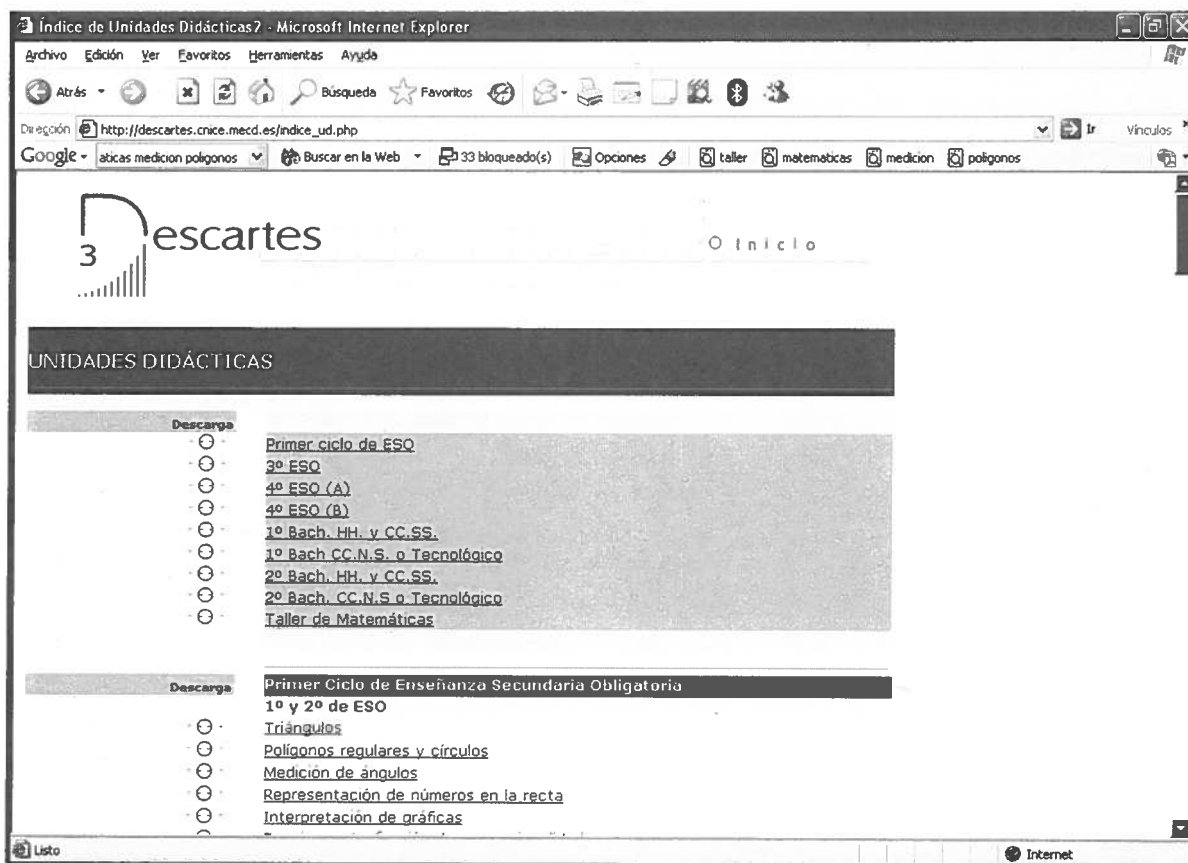 Índice de Unidades Didácticas2 - Microsoft Internet Explorer
Archivo Edición Ver Favoritos Herramientas Ayuda
Atrás Búsqueda Favoritos
Dirección http://descartes.cnice.mecd.es/indice_ud.php Ir Vínculos
Google aticas medicion poligonos Buscar en la Web 33 bloqueado(s) Opciones taller matematicas medicion poligonos
Descartes
3
Inicio
UNIDADES DIDÁCTICAS
Descarga
Primer ciclo de ESO
3º ESO
4º ESO (A)
4º ESO (B)
1º Bach. HH. y CC.SS.
1º Bach CC.N.S. o Tecnológico
2º Bach. HH. y CC.SS.
2º Bach. CC.N.S o Tecnológico
Taller de Matemáticas
Descarga Primer Ciclo de Enseñanza Secundaria Obligatoria
1º y 2º de ESO
Triángulos
Polígonos regulares y círculos
Medición de ángulos
Representación de números en la recta
Interpretación de gráficas
Listo Internet